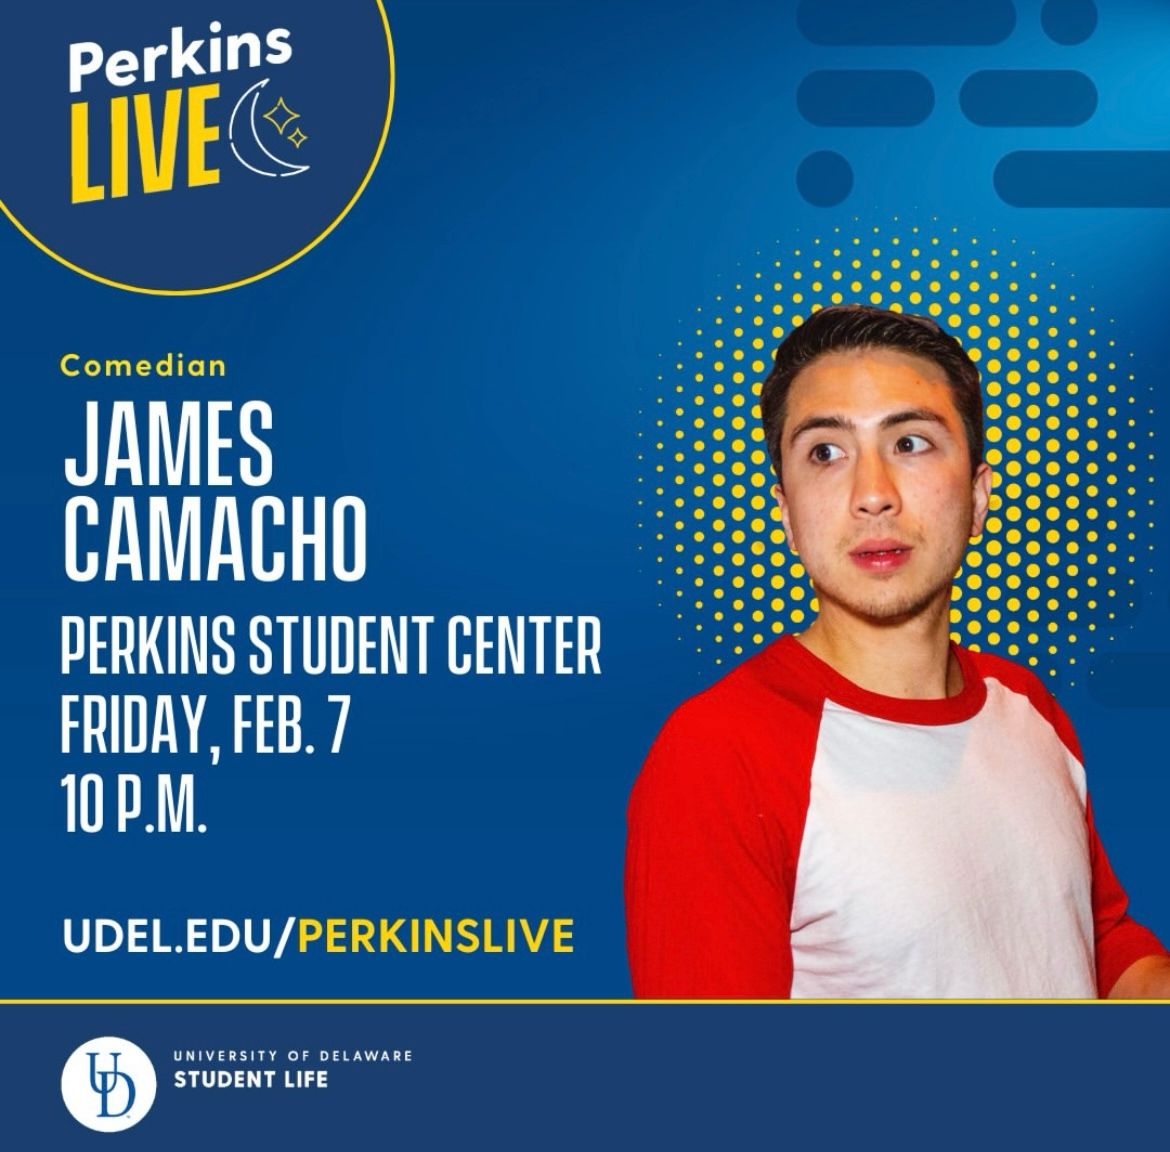 Perkins
LIVE
Comedian
JAMES
CAMACHO
PERKINS STUDENT CENTER
FRIDAY, FEB. 7
10 P.M.
UDEL.EDU/PERKINSLIVE
UD
UNIVERSITY OF DELAWARE
STUDENT LIFE